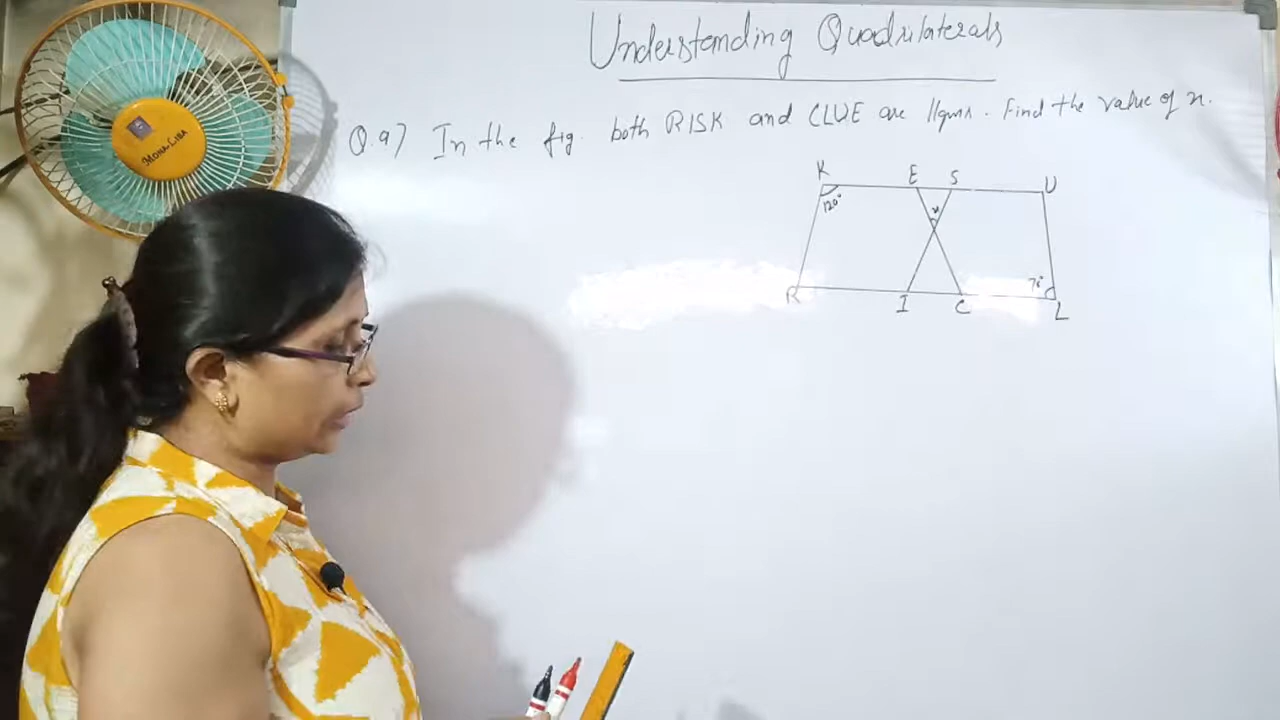 Understanding Quadrilaterals
Q.9) In the fig. both RISK and CLUE are ||gms. Find the value of x.
K E S U
120°
x
70°
R I C L
MONA-LISA